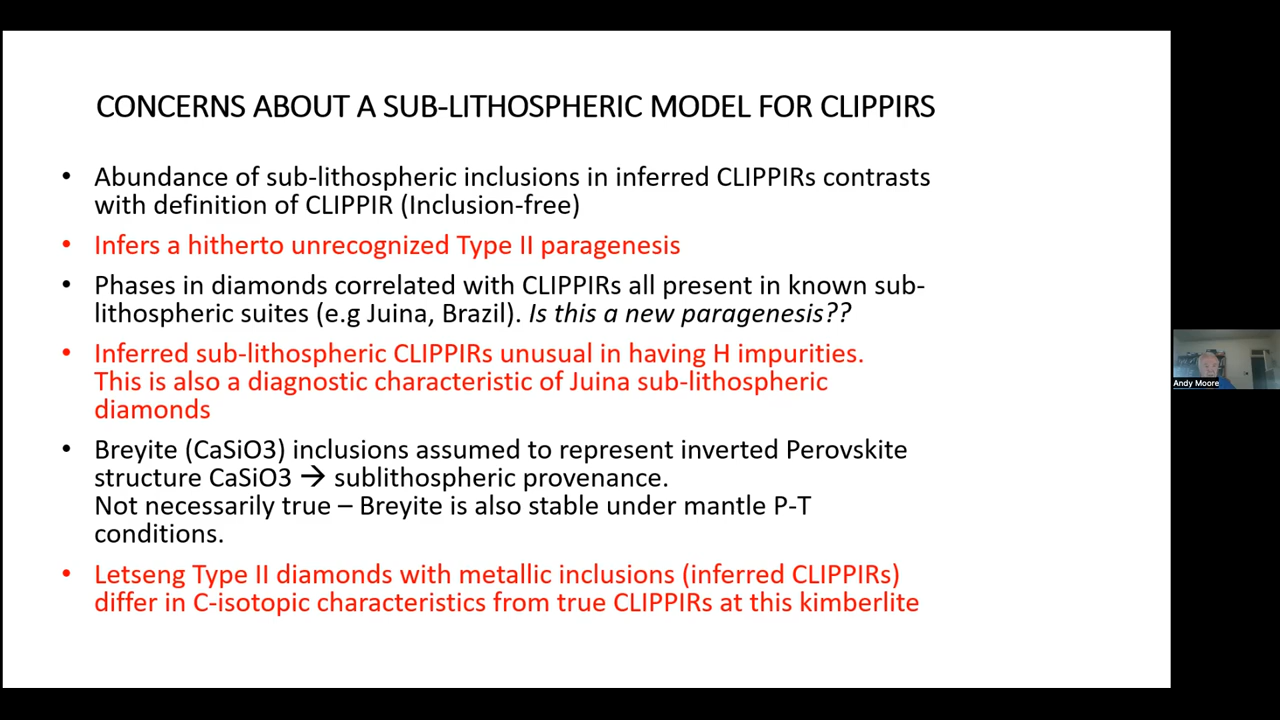 CONCERNS ABOUT A SUB-LITHOSPHERIC MODEL FOR CLIPPIRS
• Abundance of sub-lithospheric inclusions in inferred CLIPPIRs contrasts
with definition of CLIPPIR (Inclusion-free)
• Infers a hitherto unrecognized Type II paragenesis
• Phases in diamonds correlated with CLIPPIRs all present in known sub-
lithospheric suites (e.g Juina, Brazil). Is this a new paragenesis??
• Inferred sub-lithospheric CLIPPIRs unusual in having H impurities.
This is also a diagnostic characteristic of Juina sub-lithospheric
diamonds
• Breyite (CaSiO3) inclusions assumed to represent inverted Perovskite
structure CaSiO3 → sublithospheric provenance.
Not necessarily true – Breyite is also stable under mantle P-T
conditions.
• Letseng Type II diamonds with metallic inclusions (inferred CLIPPIRs)
differ in C-isotopic characteristics from true CLIPPIRs at this kimberlite
Andy Moore